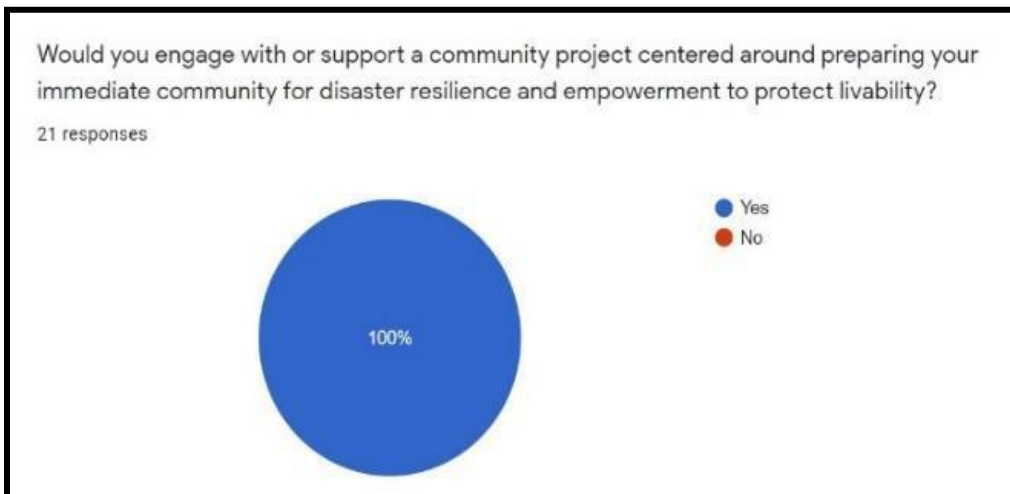 Would you engage with or support a community project centered around preparing your
immediate community for disaster resilience and empowerment to protect livability?
21 responses
Yes
No
100%